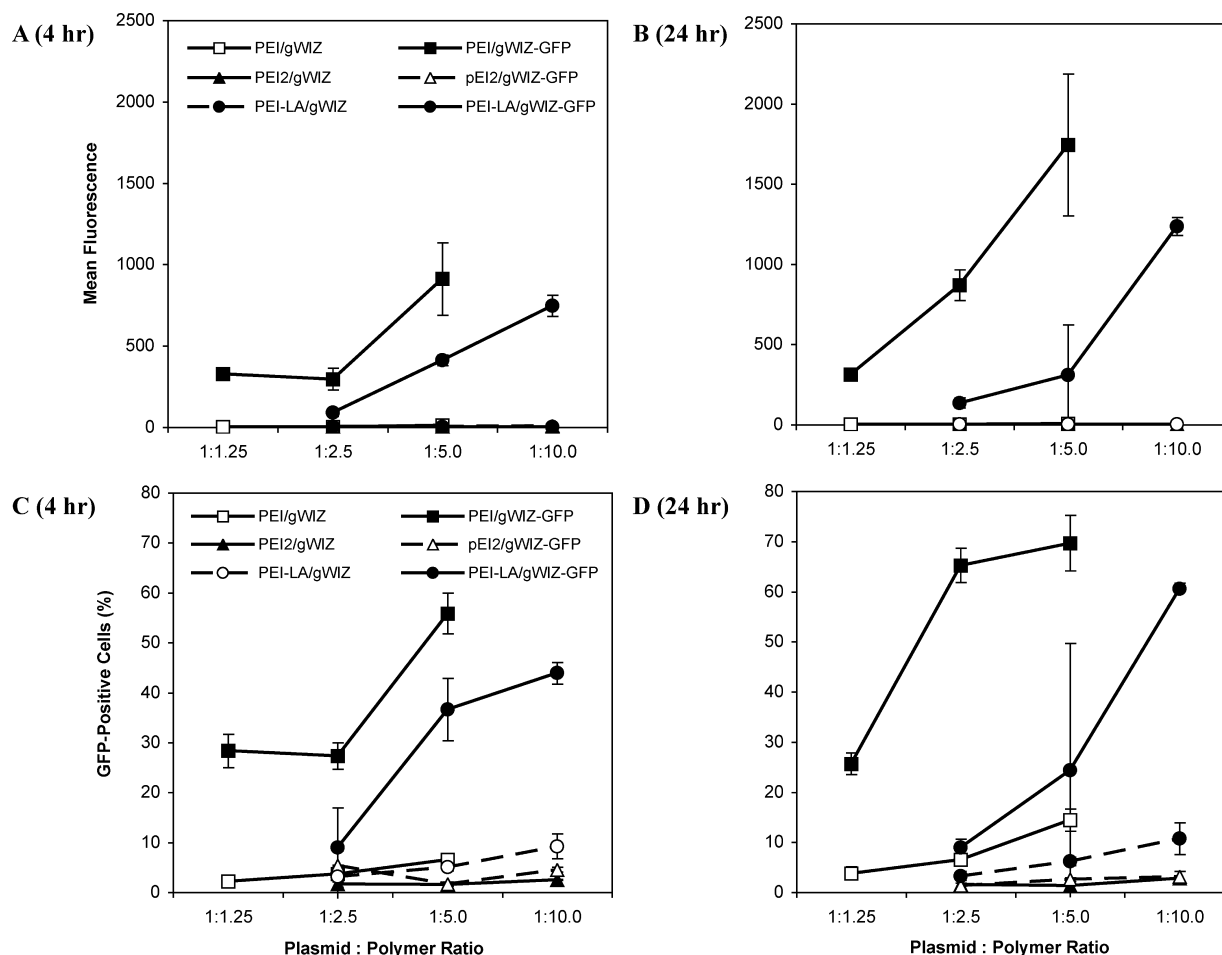 A (4 hr)
2500
2000
1500
1000
500
0
Mean Fluorescence
PEI/gWIZ
PEI/gWIZ-GFP
PEI2/gWIZ
pEI2/gWIZ-GFP
PEI-LA/gWIZ
PEI-LA/gWIZ-GFP
1:1.25
1:2.5
1:5.0
1:10.0
B (24 hr)
2500
2000
1500
1000
500
0
1:1.25
1:2.5
1:5.0
1:10.0
C (4 hr)
80
70
60
50
40
30
20
10
0
GFP-Positive Cells (%)
PEI/gWIZ
PEI/gWIZ-GFP
PEI2/gWIZ
pEI2/gWIZ-GFP
PEI-LA/gWIZ
PEI-LA/gWIZ-GFP
1:1.25
1:2.5
1:5.0
1:10.0
Plasmid : Polymer Ratio
D (24 hr)
80
70
60
50
40
30
20
10
0
1:1.25
1:2.5
1:5.0
1:10.0
Plasmid : Polymer Ratio